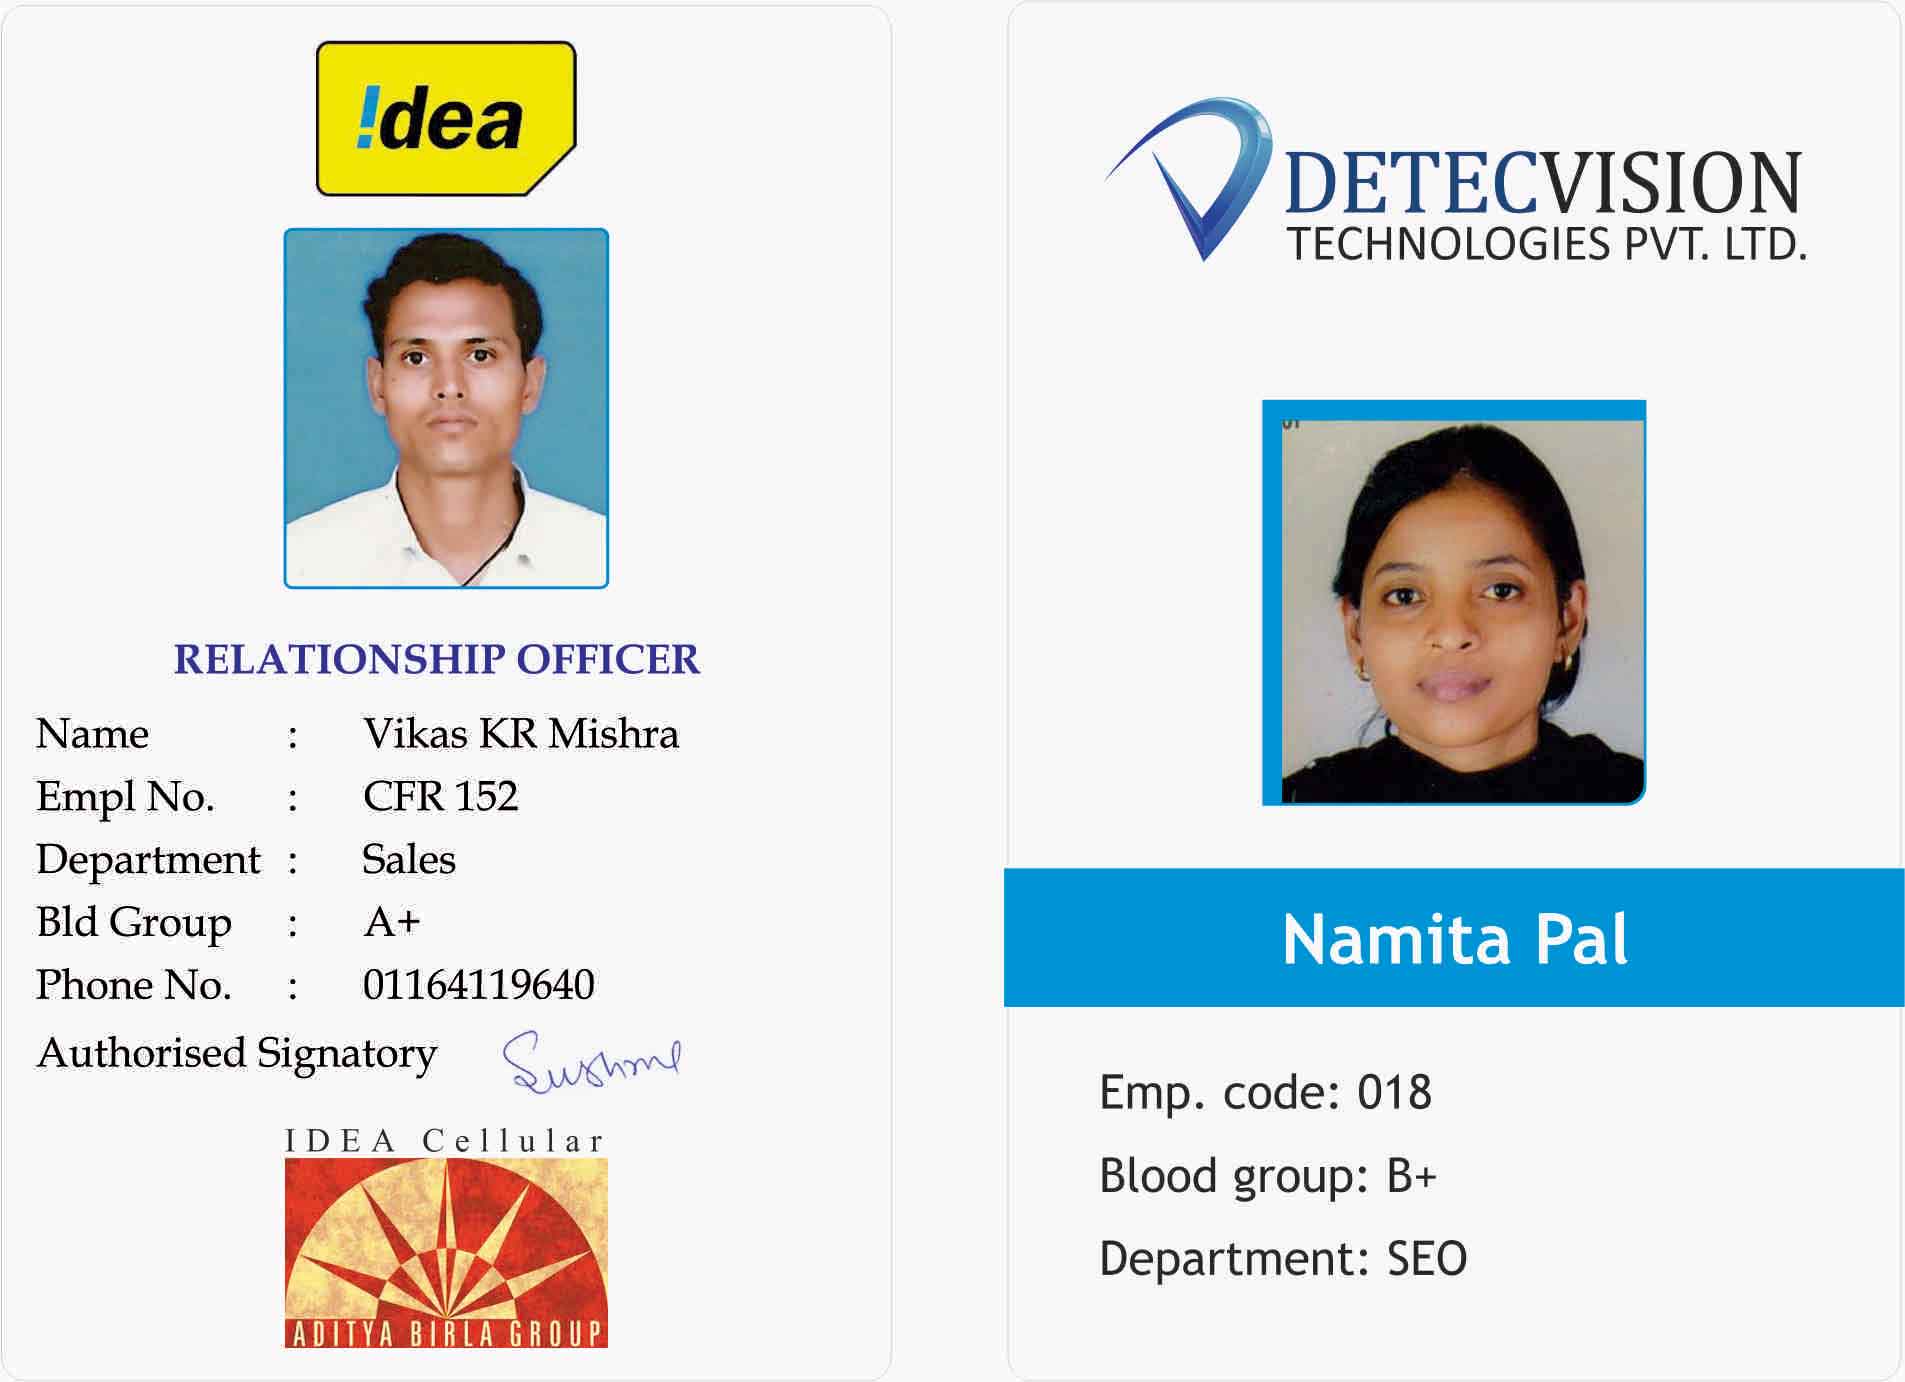 !dea
RELATIONSHIP OFFICER
Name : Vikas KR Mishra
Empl No. : CFR 152
Department : Sales
Bld Group : A+
Phone No. : 01164119640
Authorised Signatory
IDEA Cellular
ADITYA BIRLA GROUP
DETECVISION
TECHNOLOGIES PVT. LTD.
Namita Pal
Emp. code: 018
Blood group: B+
Department: SEO